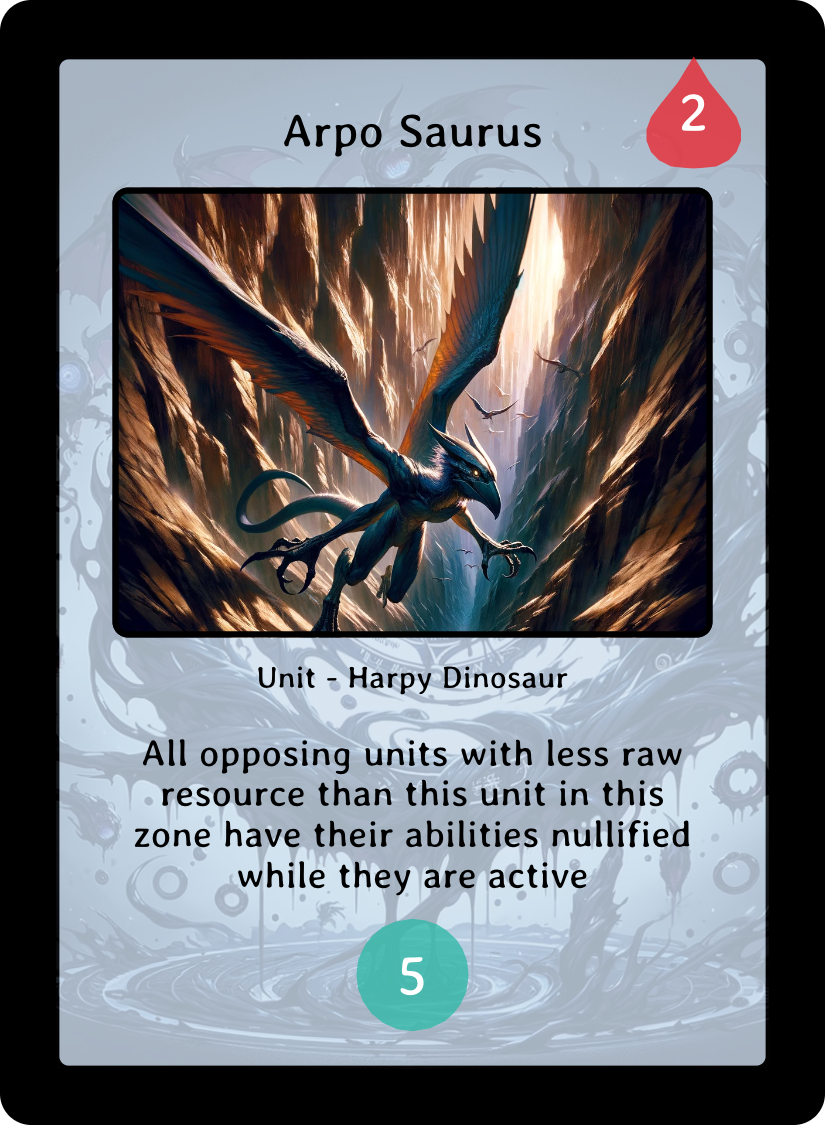 Arpo Saurus
2
Unit - Harpy Dinosaur
All opposing units with less raw
resource than this unit in this
zone have their abilities nullified
while they are active
5